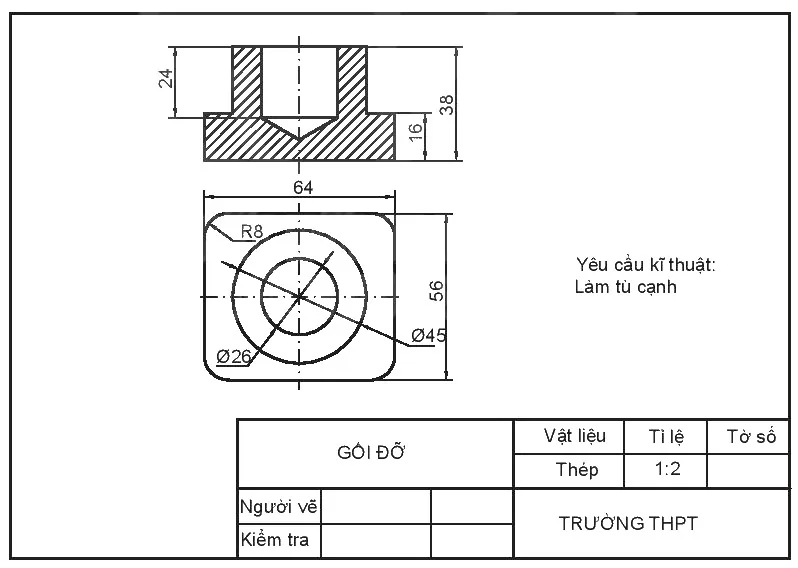 24
38
16
64
R8
56
Ø45
Ø26
Yêu cầu kĩ thuật:
Làm tù cạnh
GỐI ĐỠ
Vật liệu
Tỉ lệ
Tờ số
Thép
1:2
Người vẽ
Kiểm tra
TRƯỜNG THPT